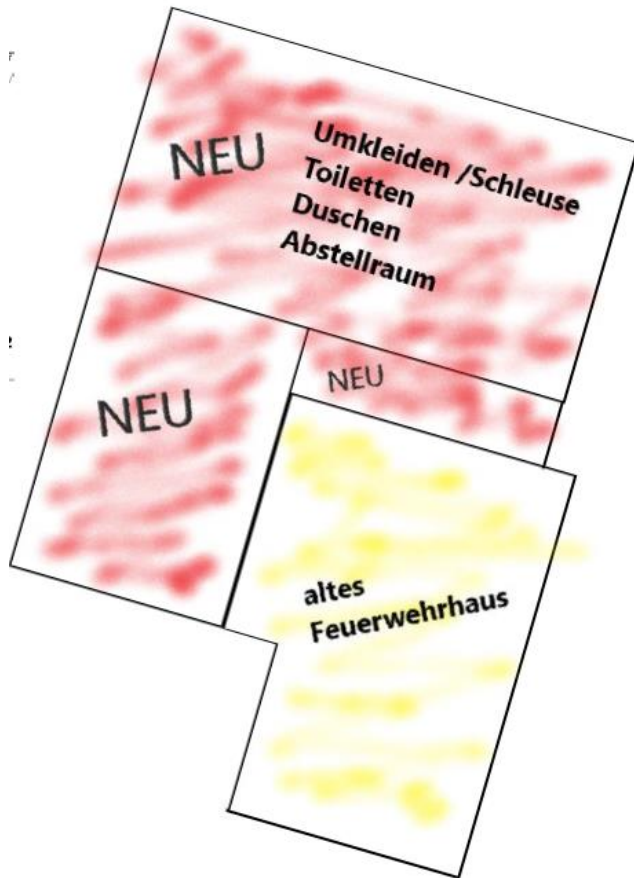 NEU
Umkleiden /Schleuse
Toiletten
Duschen
Abstellraum
NEU
NEU
altes
Feuerwehrhaus